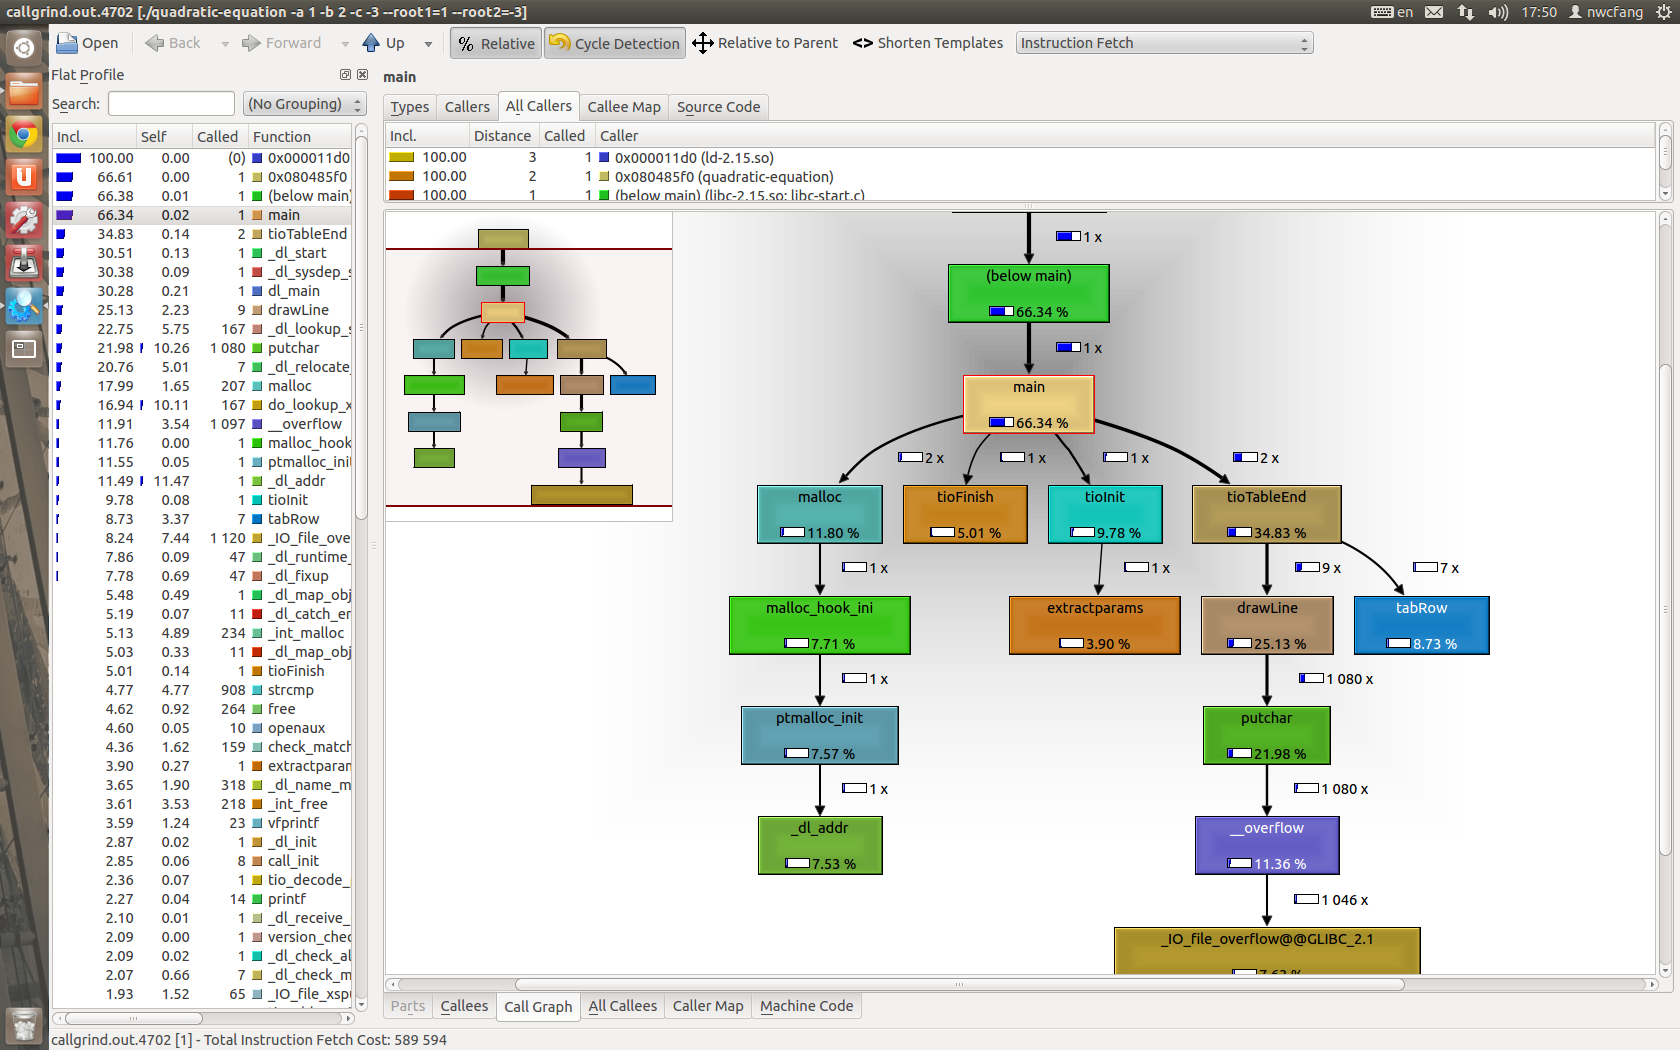 callgrind.out.4702 [./quadratic-equation -a 1 -b 2 -c -3 --root1=1 --root2=-3]
en 17:50 nwcfang
Open Back Forward Up % Relative Cycle Detection Relative to Parent <> Shorten Templates Instruction Fetch
Flat Profile
Search: (No Grouping)
Incl. Self Called Function
100.00 0.00 (0) 0x000011d0
66.61 0.00 1 0x080485f0
66.38 0.01 1 (below main)
66.34 0.02 1 main
34.83 0.14 2 tioTableEnd
30.51 0.13 1 _dl_start
30.38 0.09 1 _dl_sysdep_s
30.28 0.21 1 dl_main
25.13 2.23 9 drawLine
22.75 5.75 167 _dl_lookup_s
21.98 10.26 1 080 putchar
20.76 5.01 7 _dl_relocate_
17.99 1.65 207 malloc
16.94 10.11 167 do_lookup_x
11.91 3.54 1 097 __overflow
11.76 0.00 1 malloc_hook
11.55 0.05 1 ptmalloc_ini
11.49 11.47 1 _dl_addr
9.78 0.08 1 tioInit
8.73 3.37 7 tabRow
8.24 7.44 1 120 _IO_file_ove
7.86 0.09 47 _dl_runtime_
7.78 0.69 47 _dl_fixup
5.48 0.49 1 _dl_map_obj
5.19 0.07 11 _dl_catch_er
5.13 4.89 234 _int_malloc
5.03 0.33 11 _dl_map_obj
5.01 0.14 1 tioFinish
4.77 4.77 908 strcmp
4.62 0.92 264 free
4.60 0.05 10 openaux
4.36 1.62 159 check_match
3.90 0.27 1 extractparam
3.65 1.90 318 _dl_name_m
3.61 3.53 218 _int_free
3.59 1.24 23 vfprintf
2.87 0.02 1 _dl_init
2.85 0.06 8 call_init
2.36 0.07 1 tio_decode_
2.27 0.04 14 printf
2.10 0.01 1 _dl_receive_
2.09 0.00 1 version_chec
2.09 0.02 1 _dl_check_al
2.07 0.66 7 _dl_check_m
1.93 1.52 65 _IO_file_xspu
main
Types Callers All Callers Callee Map Source Code
Incl. Distance Called Caller
100.00 3 1 0x000011d0 (ld-2.15.so)
100.00 2 1 0x080485f0 (quadratic-equation)
100.00 1 1 (below main) (libc-2.15.so: libc-start.c)
1 x
(below main)
66.34 %
1 x
main
66.34 %
2 x 1 x 1 x 2 x
malloc tioFinish tioInit tioTableEnd
11.80 % 5.01 % 9.78 % 34.83 %
1 x 1 x 9 x 7 x
malloc_hook_ini extractparams drawLine tabRow
7.71 % 3.90 % 25.13 % 8.73 %
1 x 1 080 x
ptmalloc_init putchar
7.57 % 21.98 %
1 x 1 080 x
_dl_addr __overflow
7.53 % 11.36 %
1 046 x
_IO_file_overflow@@GLIBC_2.1
Parts Callees Call Graph All Callees Caller Map Machine Code
callgrind.out.4702 [1] - Total Instruction Fetch Cost: 589 594